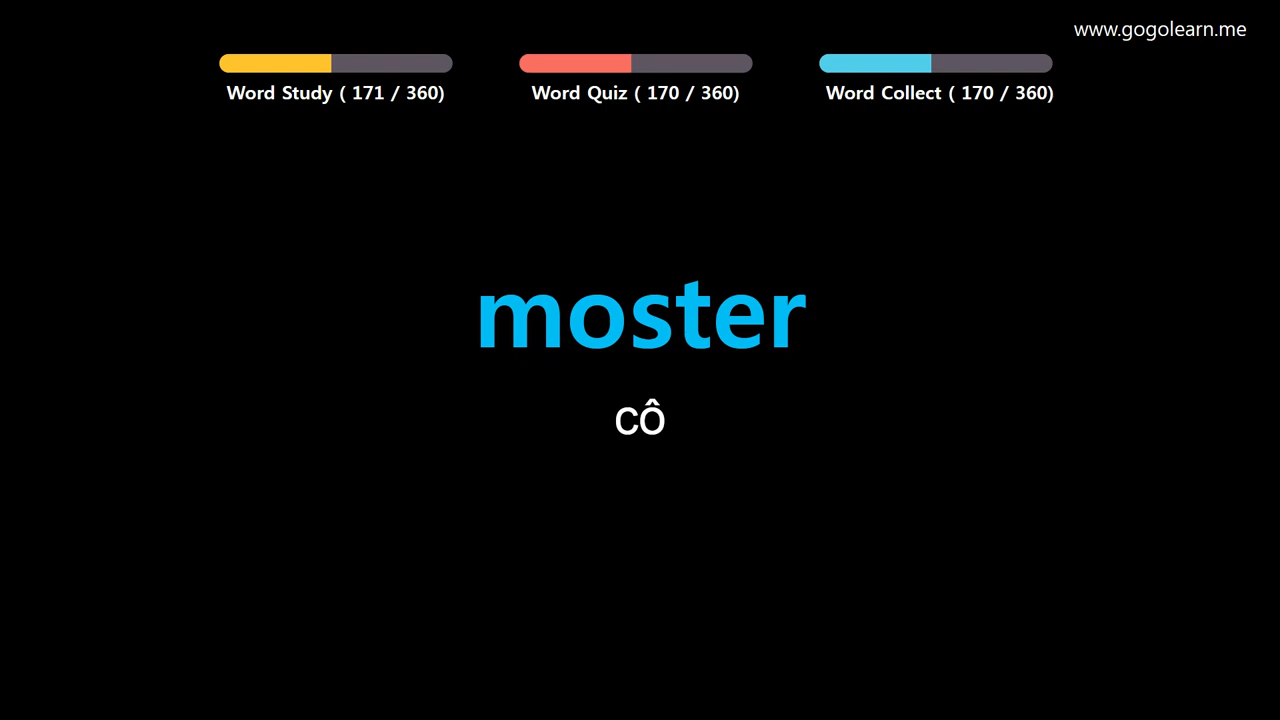 www.gogolearn.me
Word Study ( 171 / 360)
Word Quiz ( 170 / 360)
Word Collect ( 170 / 360)
moster
cô